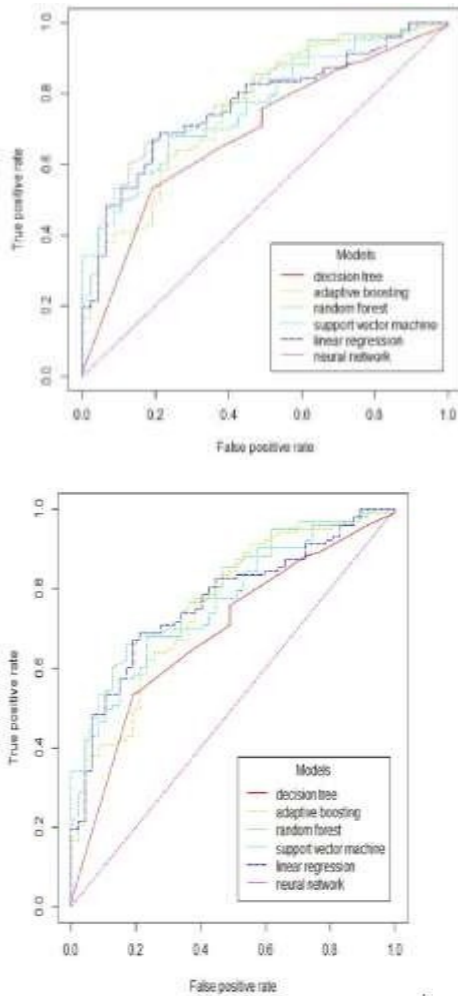 1.0
0.8
0.6
0.4
0.2
0.0
True positive rate
Models
decision tree
adaptive boosting
random forest
support vector machine
linear regression
neural network
0.0 0.2 0.4 0.6 0.8 1.0
False positive rate
1.0
0.8
0.6
0.4
0.2
0.0
True positive rate
Models
decision tree
adaptive boosting
random forest
support vector machine
linear regression
neural network
0.0 0.2 0.4 0.6 0.8 1.0
False positive rate